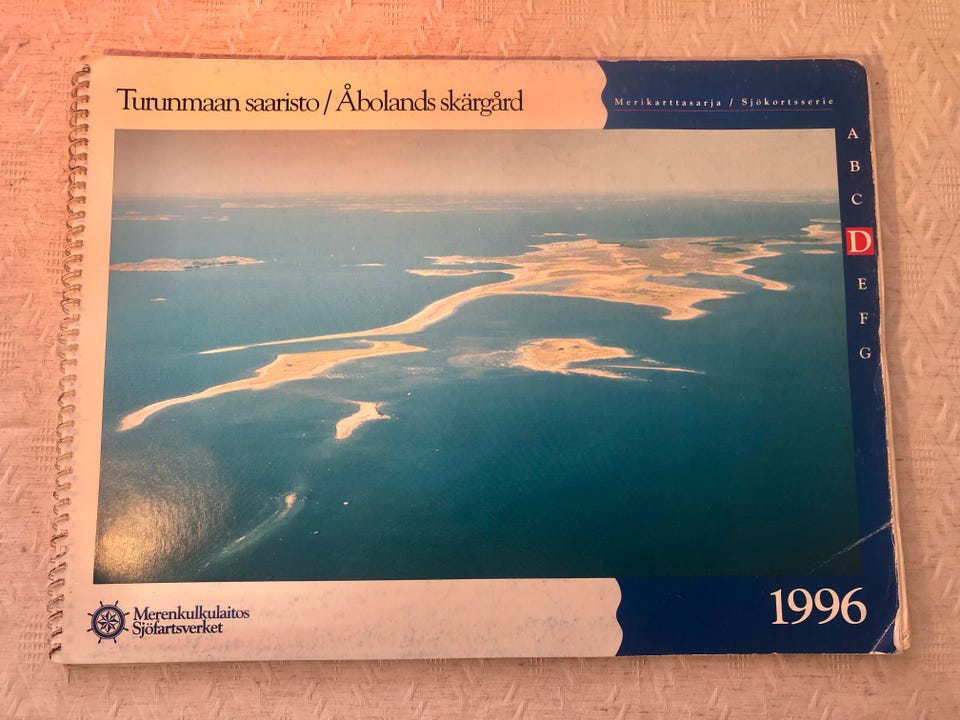 Turunmaan saaristo / Åbolands skärgård
Merikarttasarja / Sjökortsserie
A
B
C
D
E
F
G
Merenkulkulaitos
Sjöfartsverket
1996